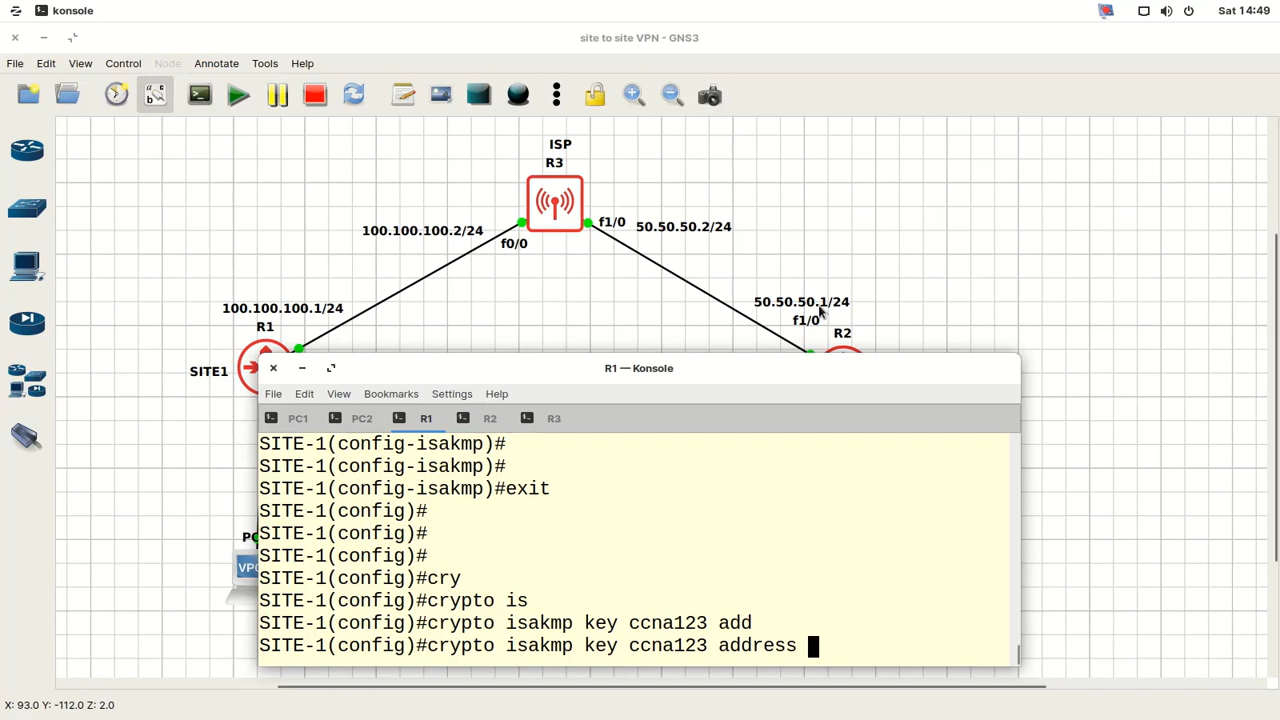 konsole
Sat 14:49
site to site VPN - GNS3
File Edit View Control Node Annotate Tools Help
ISP
R3
100.100.100.2/24
f1/0
50.50.50.2/24
f0/0
100.100.100.1/24
R1
50.50.50.1/24
f1/0
R2
SITE1
R1 — Konsole
File Edit View Bookmarks Settings Help
PC1 PC2 R1 R2 R3
SITE-1(config-isakmp)#
SITE-1(config-isakmp)#
SITE-1(config-isakmp)#exit
SITE-1(config)#
SITE-1(config)#
SITE-1(config)#
SITE-1(config)#cry
SITE-1(config)#crypto is
SITE-1(config)#crypto isakmp key ccna123 add
SITE-1(config)#crypto isakmp key ccna123 address
X: 93.0 Y: -112.0 Z: 2.0